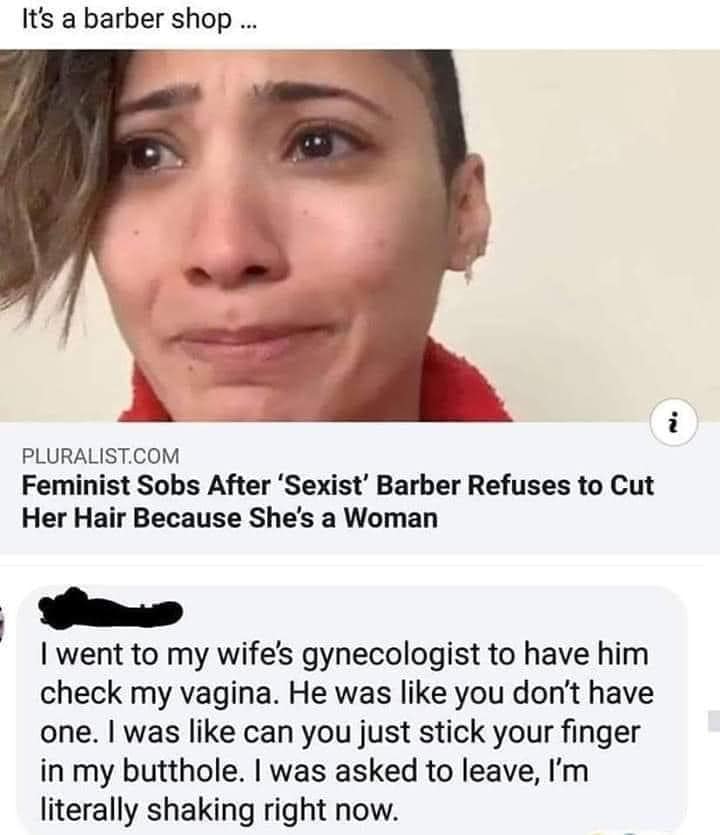 It's a barber shop ...
i
PLURALIST.COM
Feminist Sobs After 'Sexist' Barber Refuses to Cut
Her Hair Because She's a Woman
I went to my wife's gynecologist to have him
check my vagina. He was like you don't have
one. I was like can you just stick your finger
in my butthole. I was asked to leave, I'm
literally shaking right now.